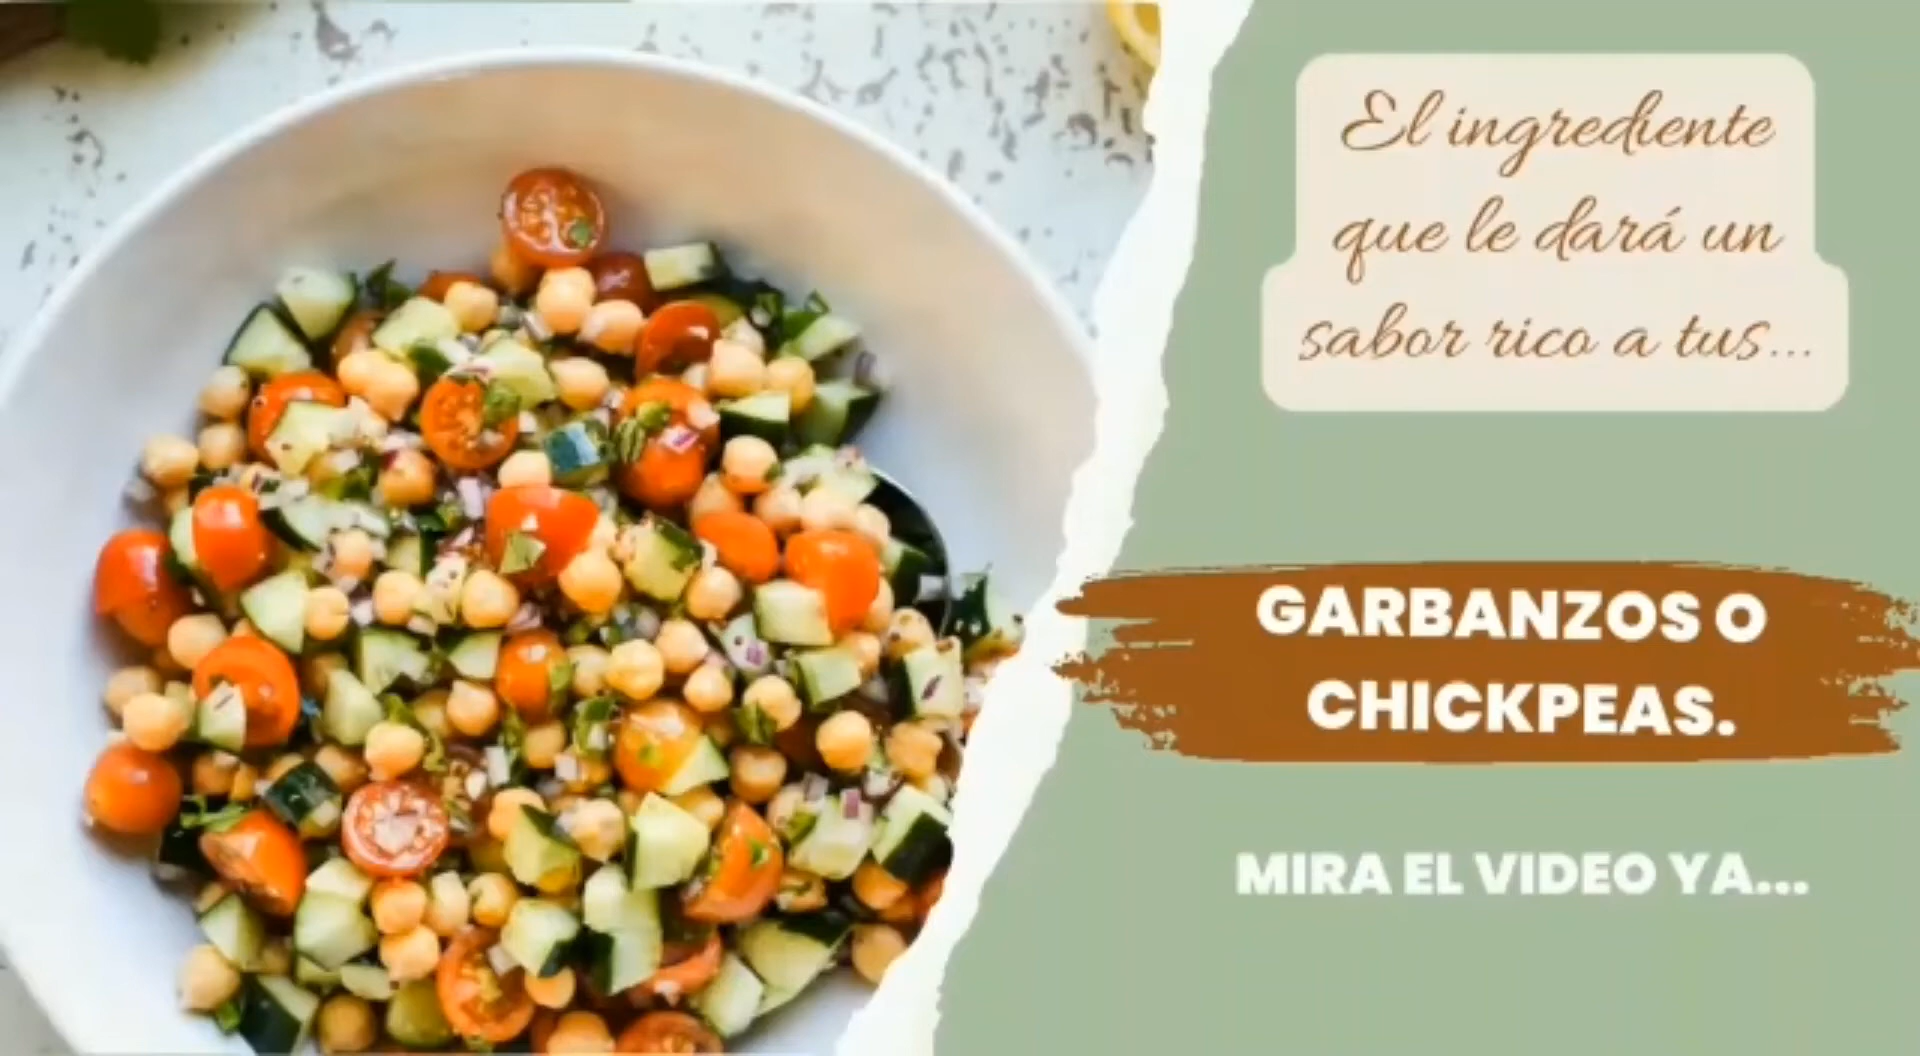 El ingrediente
que le dará un
sabor rico a tus...
GARBANZOS O
CHICKPEAS.
MIRA EL VIDEO YA...